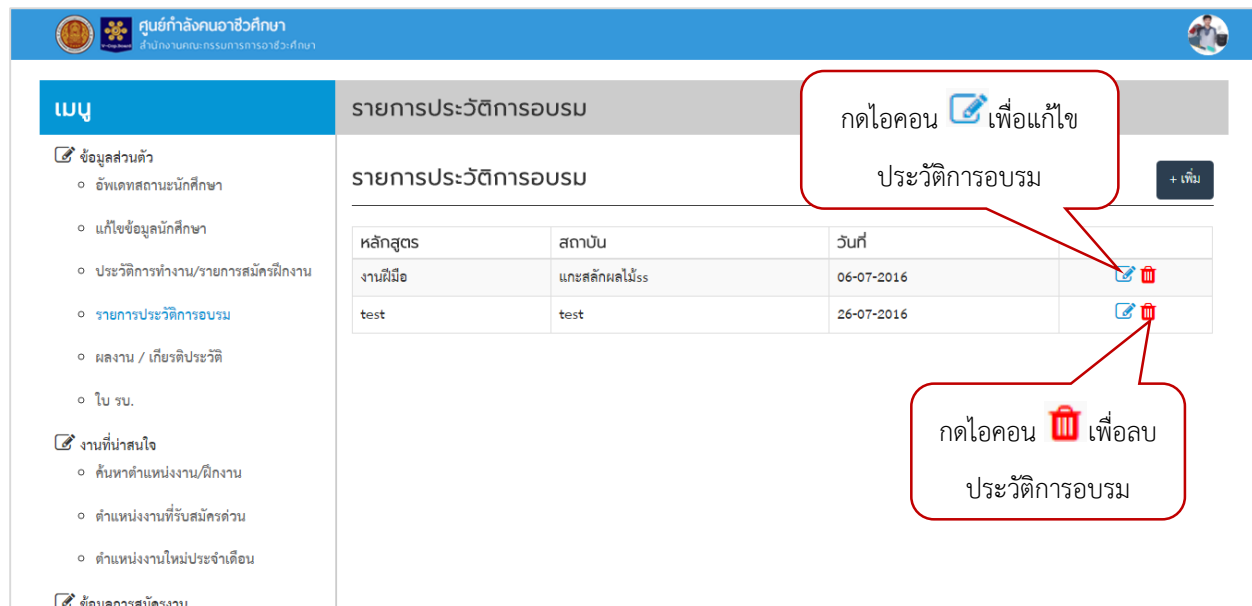 ศูนย์กำลังคนอาชีวศึกษา
สำนักงานคณะกรรมการการอาชีวะศึกษา
เมนู
ข้อมูลส่วนตัว
อัพเดทสถานะนักศึกษา
แก้ไขข้อมูลนักศึกษา
ประวัติการทำงาน/รายการสมัครฝึกงาน
รายการประวัติการอบรม
ผลงาน / เกียรติประวัติ
ใบ รบ.
งานที่น่าสนใจ
ค้นหาตำแหน่งงาน/ฝึกงาน
ตำแหน่งงานที่รับสมัครด่วน
ตำแหน่งงานใหม่ประจำเดือน
ข้อมูลการสมัครงาน
รายการประวัติการอบรม
รายการประวัติการอบรม
+ เพิ่ม
หลักสูตร สถาบัน วันที่
งานฝีมือ แกะสลักผลไม้ss 06-07-2016
test test 26-07-2016
กดไอคอน เพื่อแก้ไข
ประวัติการอบรม
กดไอคอน เพื่อลบ
ประวัติการอบรม